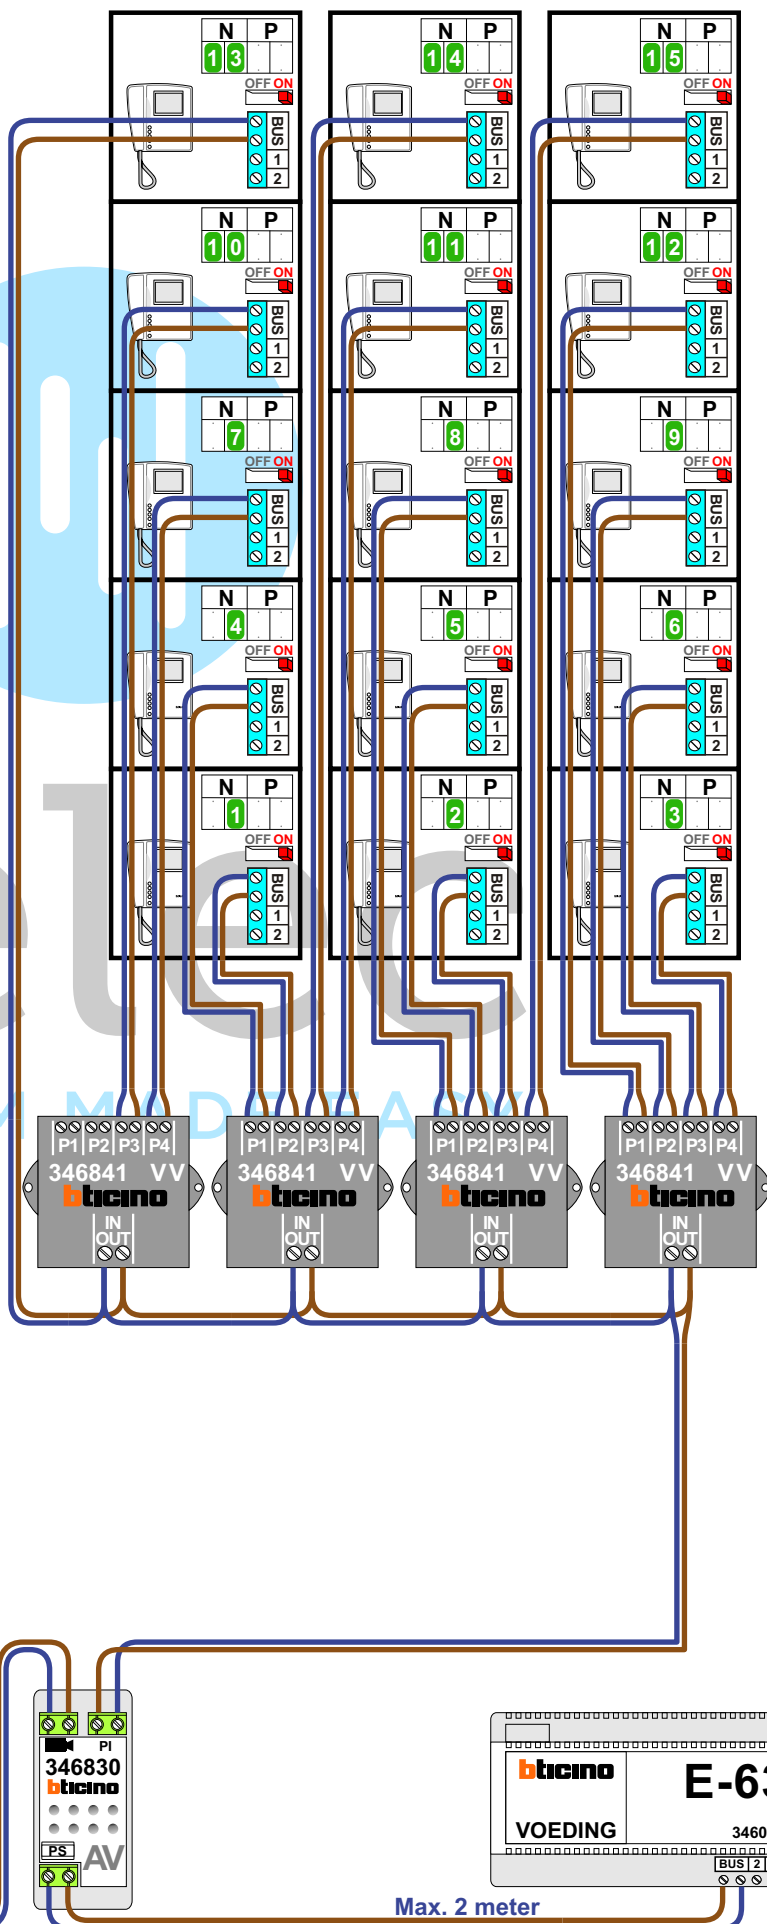 N P N P N P
13 14 15
OFF ON OFF ON OFF ON
BUS BUS BUS
1 1 1
2 2 2
N P N P N P
10 11 12
OFF ON OFF ON OFF ON
BUS BUS BUS
1 1 1
2 2 2
N P N P N P
7 8 9
OFF ON OFF ON OFF ON
BUS BUS BUS
1 1 1
2 2 2
N P N P N P
4 5 6
OFF ON OFF ON OFF ON
BUS BUS BUS
1 1 1
2 2 2
N P N P N P
1 2 3
OFF ON OFF ON OFF ON
BUS BUS BUS
1 1 1
2 2 2
elec
M MADE EASY
P1 P2 P3 P4 P1 P2 P3 P4 P1 P2 P3 P4 P1 P2 P3 P4
346841 VV 346841 VV 346841 VV 346841 VV
bticino bticino bticino bticino
IN IN IN IN
OUT OUT OUT OUT
PI
346830
bticino
PS
AV
bticino
E-63
VOEDING
3460
BUS 2
Max. 2 meter